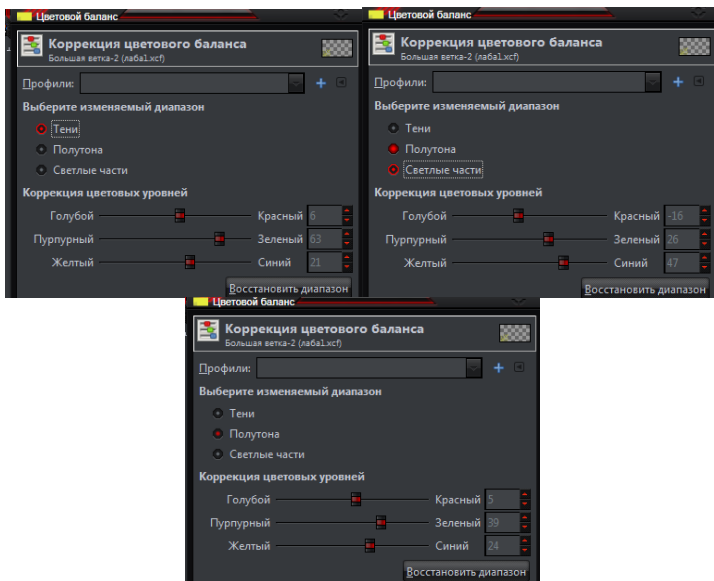 Цветовой баланс
Коррекция цветового баланса
Большая ветка-2 (лаба1.xcf)
Профили:
Выберите изменяемый диапазон
Тени
Полутона
Светлые части
Коррекция цветовых уровней
Голубой Красный 6
Пурпурный Зеленый 63
Желтый Синий 21
Восстановить диапазон
Цветовой баланс
Коррекция цветового баланса
Большая ветка-2 (лаба1.xcf)
Профили:
Выберите изменяемый диапазон
Тени
Полутона
Светлые части
Коррекция цветовых уровней
Голубой Красный -16
Пурпурный Зеленый 26
Желтый Синий 47
Восстановить диапазон
Цветовой баланс
Коррекция цветового баланса
Большая ветка-2 (лаба1.xcf)
Профили:
Выберите изменяемый диапазон
Тени
Полутона
Светлые части
Коррекция цветовых уровней
Голубой Красный 5
Пурпурный Зеленый 39
Желтый Синий 24
Восстановить диапазон